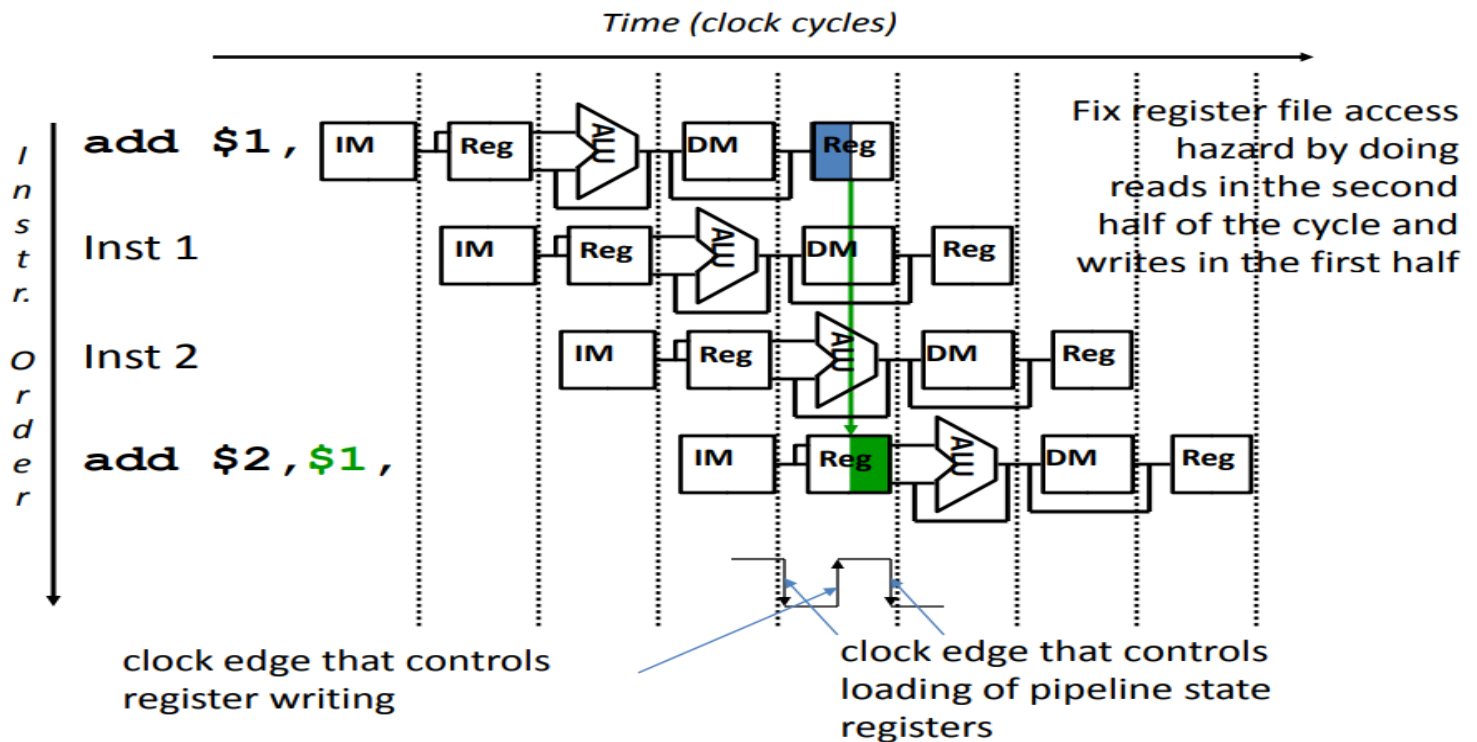 Time (clock cycles)
Instr. Order
add $1,
IM
Reg
ALU
DM
Reg
Fix register file access
hazard by doing
reads in the second
half of the cycle and
writes in the first half
Inst 1
IM
Reg
ALU
DM
Reg
Inst 2
IM
Reg
ALU
DM
Reg
add $2,$1,
IM
Reg
ALU
DM
Reg
clock edge that controls
register writing
clock edge that controls
loading of pipeline state
registers